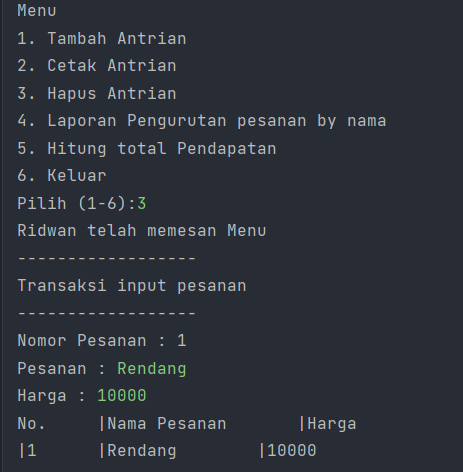 Menu
1. Tambah Antrian
2. Cetak Antrian
3. Hapus Antrian
4. Laporan Pengurutan pesanan by nama
5. Hitung total Pendapatan
6. Keluar
Pilih (1-6):3
Ridwan telah memesan Menu
------------------
Transaksi input pesanan
------------------
Nomor Pesanan : 1
Pesanan : Rendang
Harga : 10000
No.     |Nama Pesanan       |Harga
|1      |Rendang        |10000